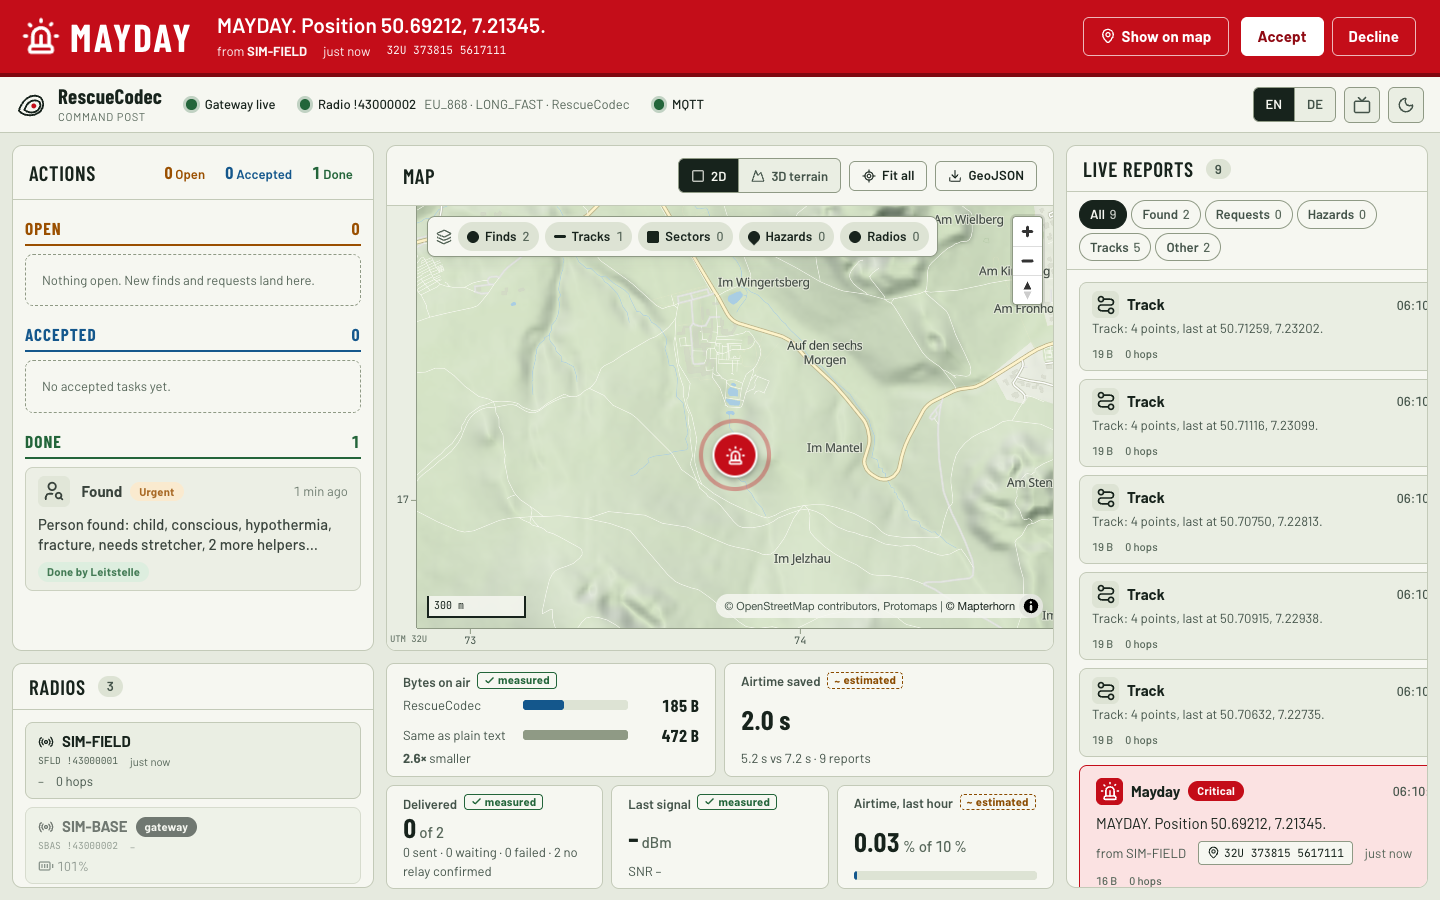 MAYDAY
MAYDAY. Position 50.69212, 7.21345.
from SIM-FIELD just now 32U 373815 5617111
Show on map
Accept
Decline
RescueCodec
COMMAND POST
Gateway live
Radio !43000002 EU_868 · LONG_FAST · RescueCodec
MQTT
EN
DE
ACTIONS
0 Open
0 Accepted
1 Done
OPEN 0
Nothing open. New finds and requests land here.
ACCEPTED 0
No accepted tasks yet.
DONE 1
Found Urgent 1 min ago
Person found: child, conscious, hypothermia,
fracture, needs stretcher, 2 more helpers...
Done by Leitstelle
RADIOS 3
SIM-FIELD
SFLD !43000001 just now
– 0 hops
SIM-BASE gateway
SBAS !43000002 –
101%
MAP
2D
3D terrain
Fit all
GeoJSON
Finds 2
Tracks 1
Sectors 0
Hazards 0
Radios 0
Am Wielberg
Im Wingertsberg
Am Fronho
Auf den sechs
Morgen
Im Mantel
Am Sten
Im Jelzhau
17
300 m
© OpenStreetMap contributors, Protomaps | © Mapterhorn
UTM 32U
73
74
Bytes on air measured
RescueCodec 185 B
Same as plain text 472 B
2.6× smaller
Airtime saved ~ estimated
2.0 s
5.2 s vs 7.2 s · 9 reports
Delivered measured
0 of 2
0 sent · 0 waiting · 0 failed · 2 no
relay confirmed
Last signal measured
– dBm
SNR –
Airtime, last hour ~ estimated
0.03 % of 10 %
LIVE REPORTS 9
All 9
Found 2
Requests 0
Hazards 0
Tracks 5
Other 2
Track 06:10
Track: 4 points, last at 50.71259, 7.23202.
19 B 0 hops
Track 06:10
Track: 4 points, last at 50.71116, 7.23099.
19 B 0 hops
Track 06:10
Track: 4 points, last at 50.70750, 7.22813.
19 B 0 hops
Track 06:10
Track: 4 points, last at 50.70915, 7.22938.
19 B 0 hops
Track 06:10
Track: 4 points, last at 50.70632, 7.22735.
19 B 0 hops
Mayday Critical 06:10
MAYDAY. Position 50.69212, 7.21345.
from SIM-FIELD 32U 373815 5617111 just now
16 B 0 hops